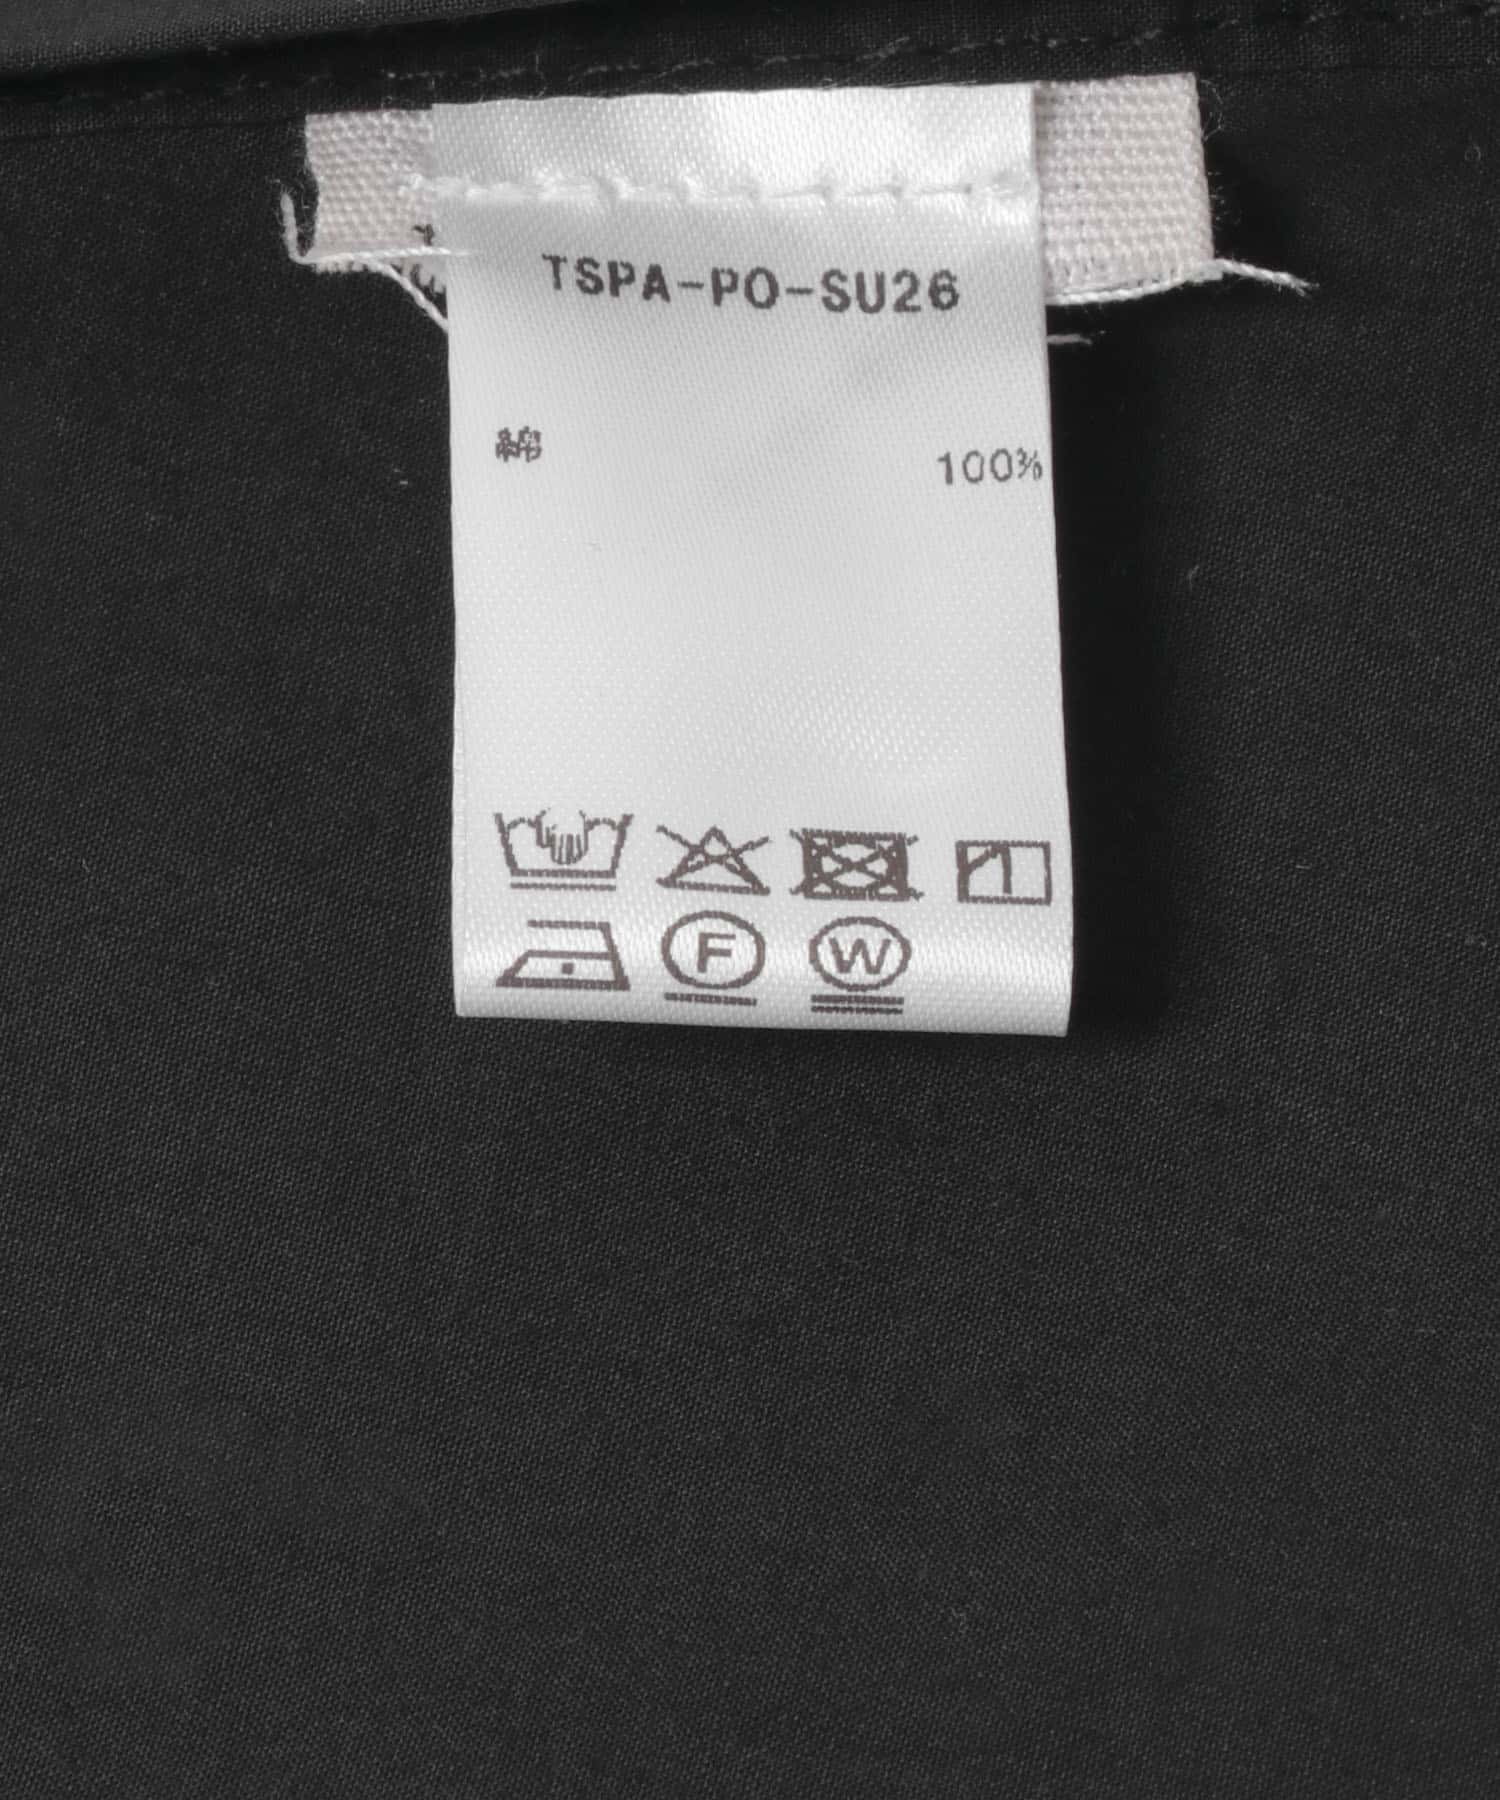 TSPA-PO-SU26
綿 100%
F W